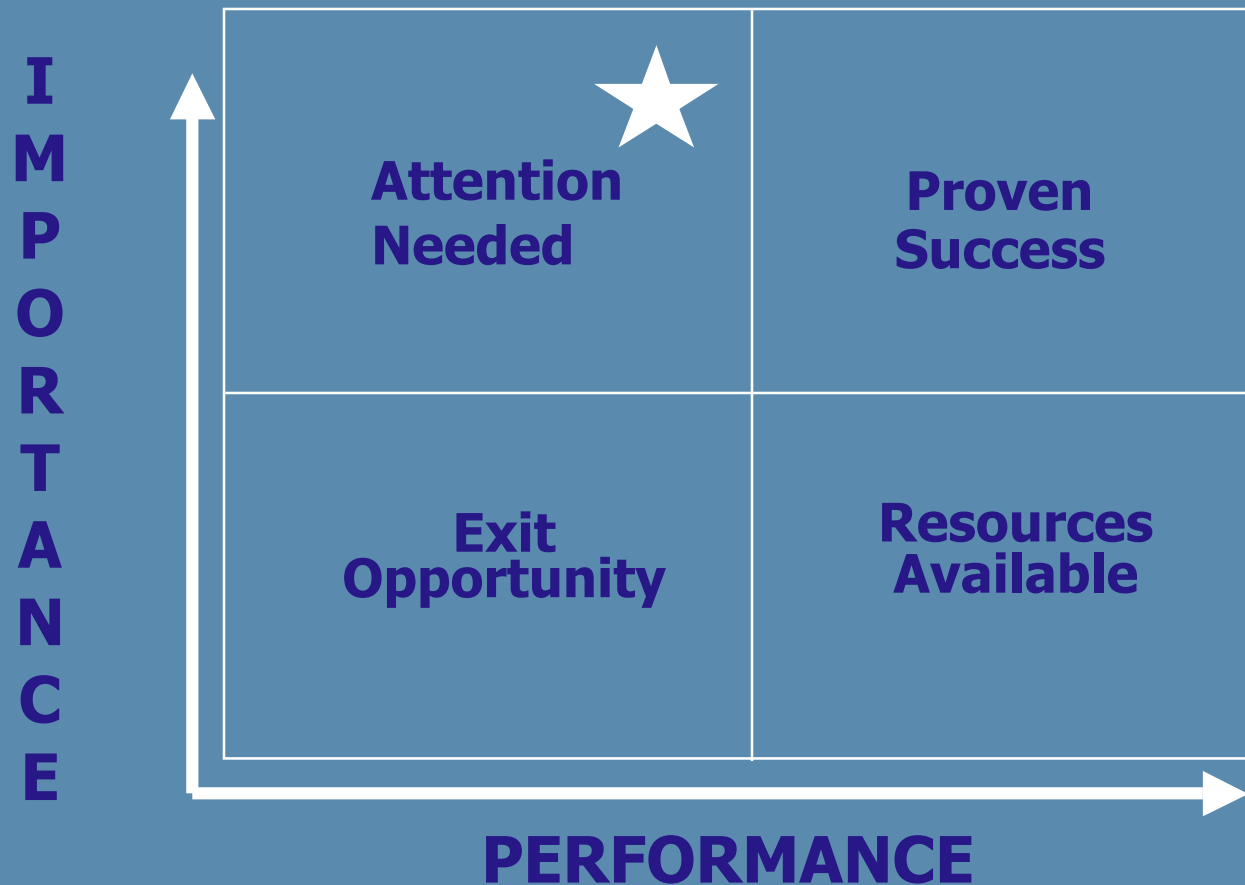 IMPORTANCE
Attention
Needed
Proven
Success
Exit
Opportunity
Resources
Available
PERFORMANCE